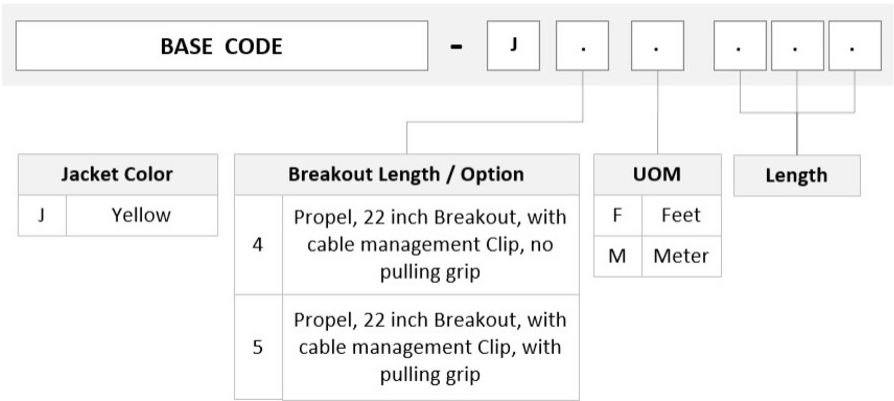 BASE CODE - J . . . . .
Jacket Color
J Yellow
Breakout Length / Option
4 Propel, 22 inch Breakout, with
cable management Clip, no
pulling grip
5 Propel, 22 inch Breakout, with
cable management Clip, with
pulling grip
UOM
F Feet
M Meter
Length